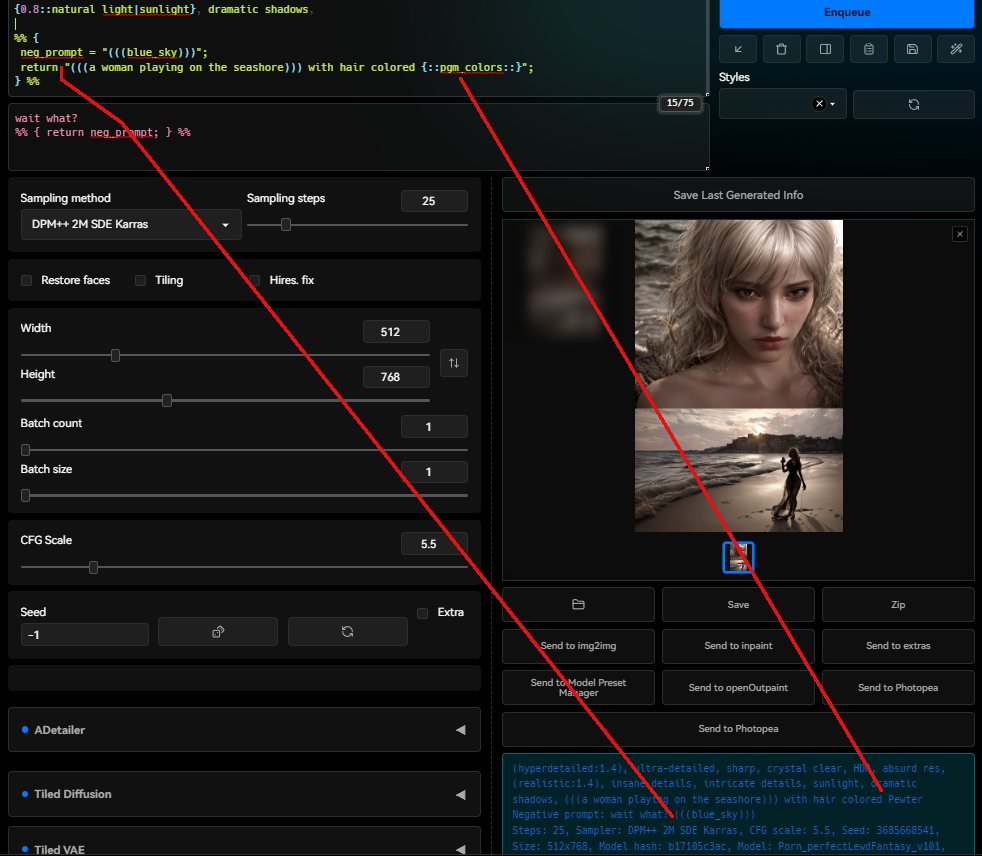 {0.8::natural light|sunlight}, dramatic shadows,
%% {
neg_prompt = "(((blue_sky)))";
return "(((a woman playing on the seashore))) with hair colored {::pgm_colors::}";
} %%
15/75
wait what?
%% { return neg_prompt; } %%
Enqueue
Styles
Sampling method
Sampling steps
25
DPM++ 2M SDE Karras
Restore faces
Tiling
Hires. fix
Width
512
Height
768
Batch count
1
Batch size
1
CFG Scale
5.5
Seed
Extra
-1
ADetailer
Tiled Diffusion
Tiled VAE
Save Last Generated Info
Save
Zip
Send to img2img
Send to inpaint
Send to extras
Send to Model Preset
Manager
Send to openOutpaint
Send to Photopea
Send to Photopea
(hyperdetailed:1.4), ultra-detailed, sharp, crystal clear, HDR, absurd res,
(realistic:1.4), insane details, intricate details, sunlight, dramatic
shadows, (((a woman playing on the seashore))) with hair colored Pewter
Negative prompt: wait what? (((blue_sky)))
Steps: 25, Sampler: DPM++ 2M SDE Karras, CFG scale: 5.5, Seed: 3685668541,
Size: 512x768, Model hash: b17105c3ac, Model: Porn_perfectLewdFantasy_v101,